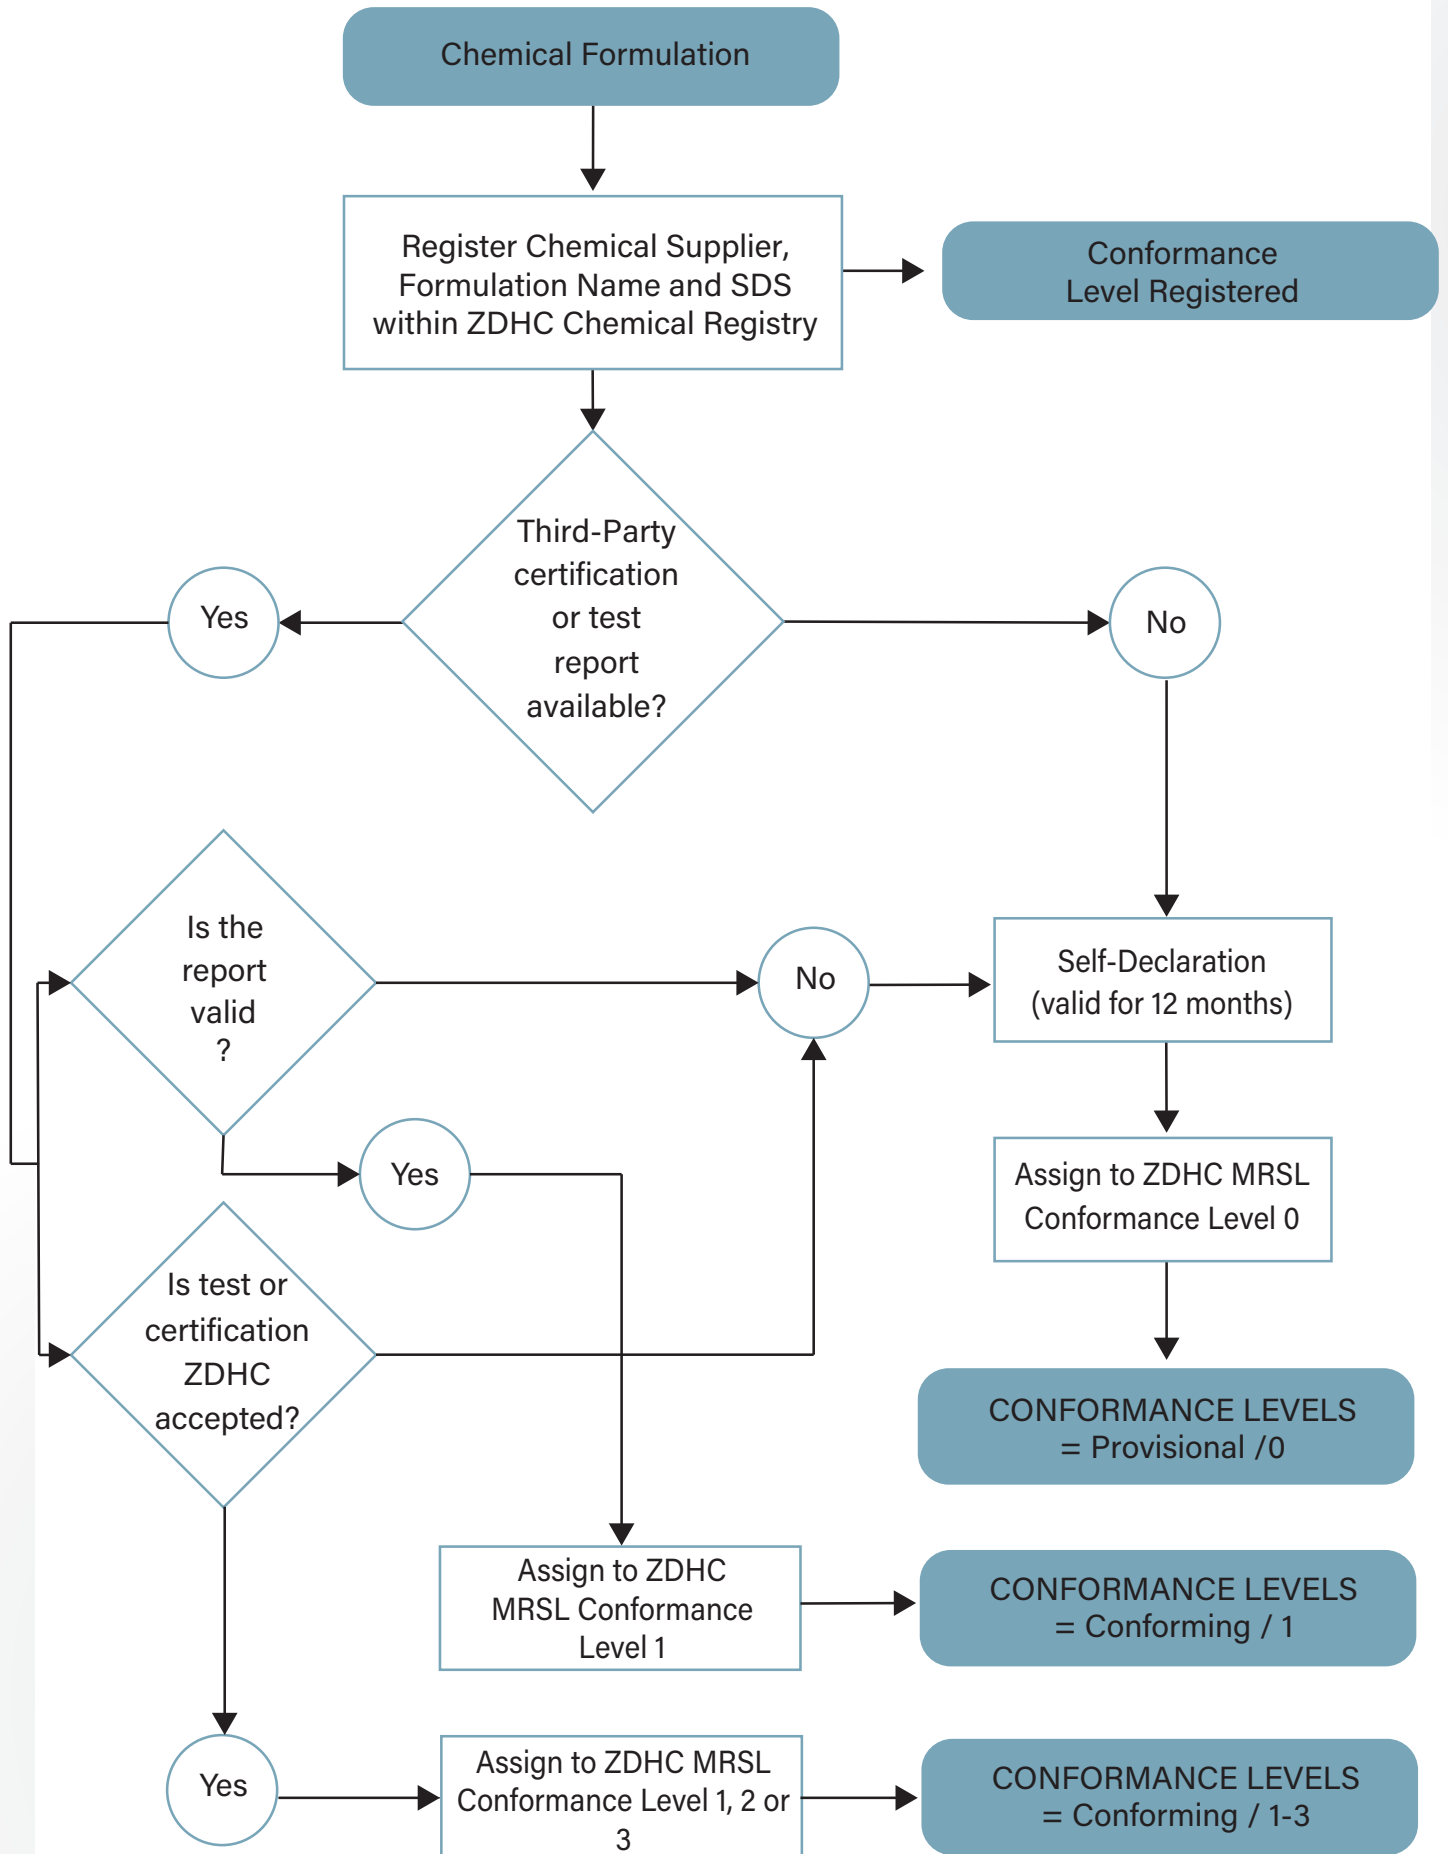 Chemical Formulation
Register Chemical Supplier,
Formulation Name and SDS
within ZDHC Chemical Registry
Conformance
Level Registered
Third-Party
certification
or test
report
available?
Yes
No
Is the
report
valid
?
No
Self-Declaration
(valid for 12 months)
Yes
Assign to ZDHC MRSL
Conformance Level 0
Is test or
certification
ZDHC
accepted?
CONFORMANCE LEVELS
= Provisional /0
Assign to ZDHC
MRSL Conformance
Level 1
CONFORMANCE LEVELS
= Conforming / 1
Yes
Assign to ZDHC MRSL
Conformance Level 1, 2 or
3
CONFORMANCE LEVELS
= Conforming / 1-3